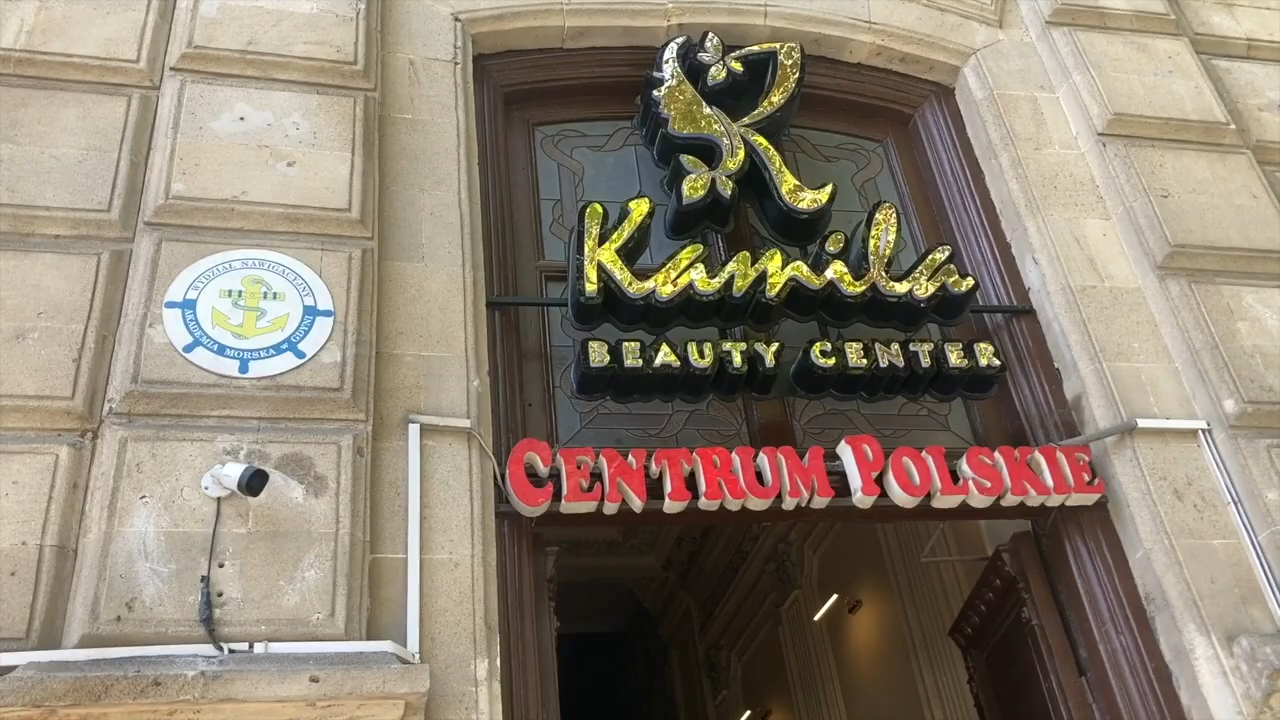 WYDZIAŁ NAWIGACYJNY
AKADEMIA MORSKA w GDYNI
Kamila
BEAUTY CENTER
CENTRUM POLSKIE